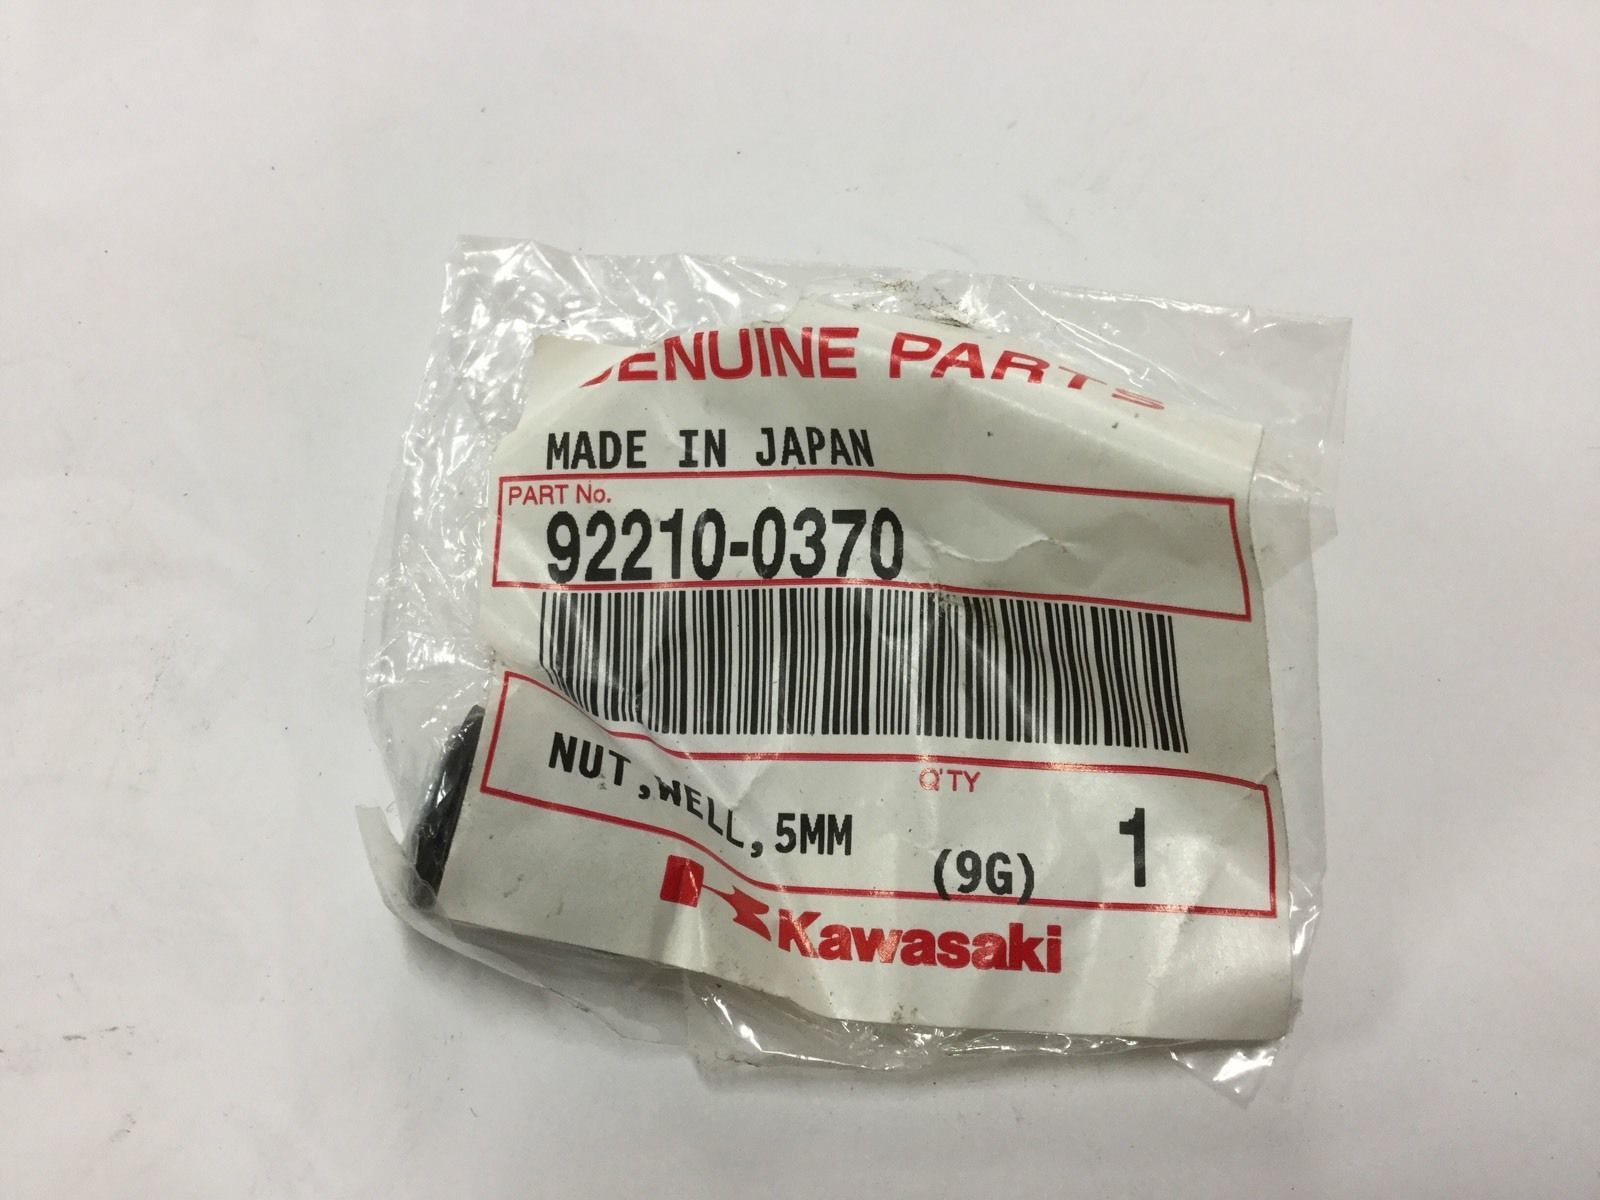 GENUINE PARTS
MADE IN JAPAN
PART No.
92210-0370
NUT,WELL,5MM
Q'TY
(9G)
1
Kawasaki